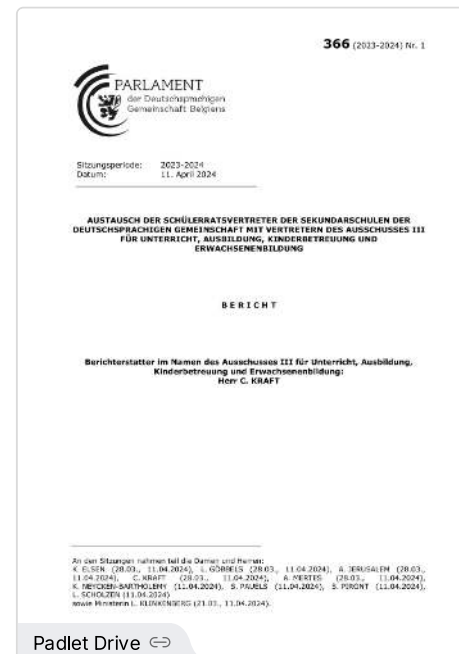 366 (2023-2024) Nr. 1
PARLAMENT
der Deutschsprachigen
Gemeinschaft Belgiens
Sitzungsperiode: 2023-2024
Datum: 11. April 2024
AUSTAUSCH DER SCHÜLERRATSVERTRETER DER SEKUNDARSCHULEN DER
DEUTSCHSPRACHIGEN GEMEINSCHAFT MIT VERTRETERN DES AUSSCHUSSES III
FÜR UNTERRICHT, AUSBILDUNG, KINDERBETREUUNG UND
ERWACHSENENBILDUNG
BERICHT
Berichterstatter im Namen des Ausschusses III für Unterricht, Ausbildung,
Kinderbetreuung und Erwachsenenbildung:
Herr C. KRAFT
An den Sitzungen nahmen teil die Damen und Herren:
K. ELSEN (28.03., 11.04.2024), L. GÖBBELS (28.03., 11.04.2024), A. JERUSALEM (28.03.,
11.04.2024), C. KRAFT (28.03., 11.04.2024), A. MERTES (28.03., 11.04.2024),
K. NEYCKEN-BARTHOLEMY (11.04.2024), S. PAUELS (11.04.2024), S. PIRONT (11.04.2024),
L. SCHOLZEN (11.04.2024)
sowie Ministerin L. KLINKENBERG (21.03., 11.04.2024).
Padlet Drive